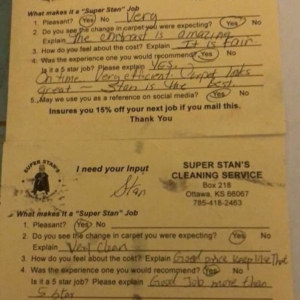 What makes it a "Super Stan" Job
1. Pleasant? Yes No Very
2. Do you see the change in carpet you were expecting? Yes No
Explain The contrast is amazing
3. How do you feel about the cost? Explain It is fair
4. Was the experience one you would recommend? Yes No
Is it a 5 star job? Please explain Yes.
On time. Very efficient. Carpet looks
great - Stan is the Best
5. May we use you as a reference on social media? Yes No
Insures you 15% off your next job if you mail this.
Thank You
SUPER STAN'S
I need your Input
Stan
SUPER STAN'S
CLEANING SERVICE
Box 218
Ottawa, KS 66067
785-418-2463
What makes it a "Super Stan" Job
1. Pleasant? Yes No
2. Do you see the change in carpet you were expecting? Yes No
Explain Very Clean
3. How do you feel about the cost? Explain Good price keep like that
4. Was the experience one you would recommend? Yes No
Is it a 5 star job? Please explain Good Job more than
5 star